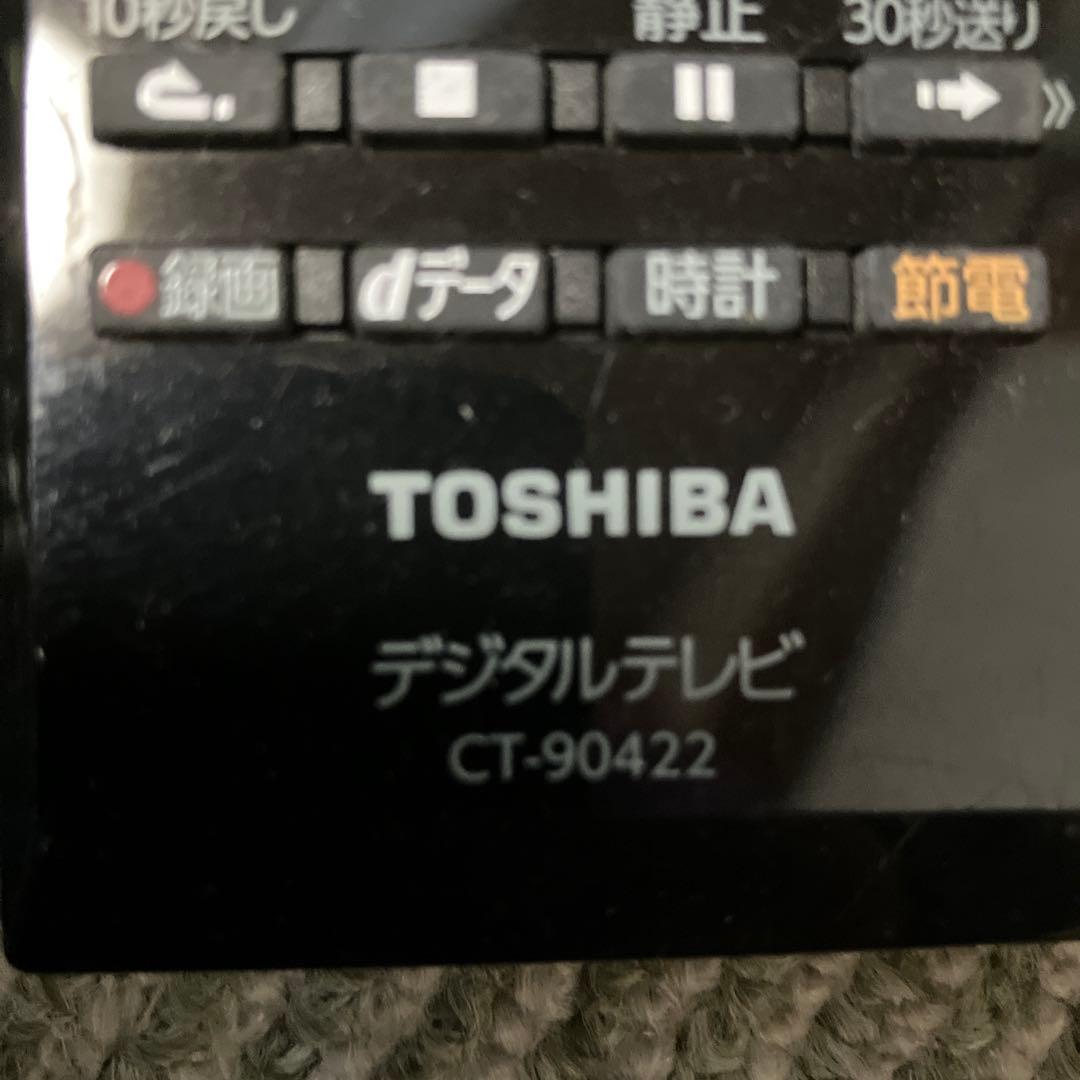 10秒戻し 静止 30秒送り
録画 dデータ 時計 節電
TOSHIBA
デジタルテレビ
CT-90422